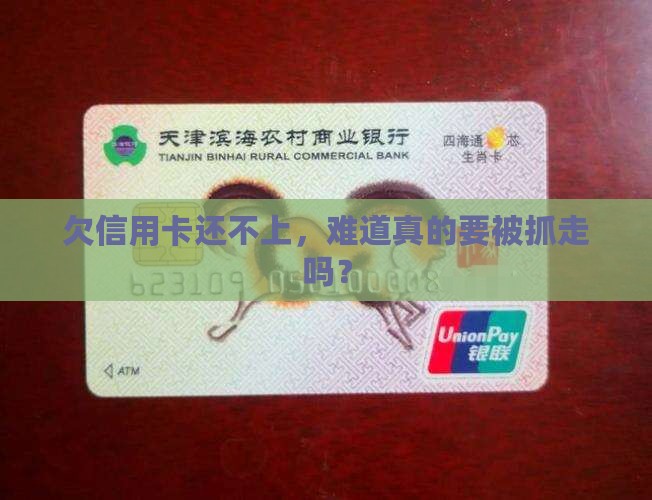 天津滨海农村商业银行
TIANJIN BINHAI RURAL COMMERCIAL BANK
四海通 芯
生肖卡
欠信用卡还不上，难道真的要被抓走
吗？
ATM
UnionPay
银联